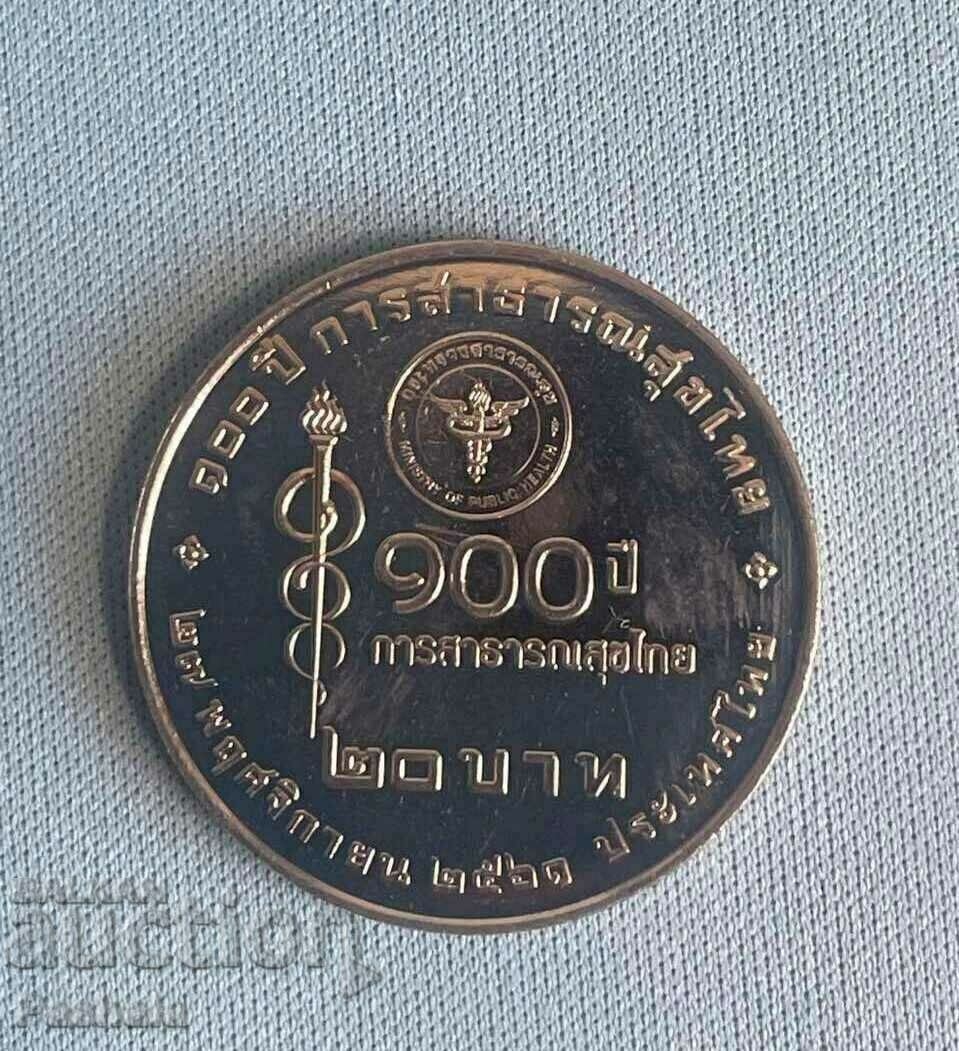 ๑๐๐ ปี การสาธารณสุขไทย
กระทรวงสาธารณสุข
MINISTRY OF PUBLIC HEALTH
๑๐๐ ปี
การสาธารณสุขไทย
๒๐ บาท
๒๗ พฤศจิกายน ๒๕๖๑ ประเทศไทย
auction